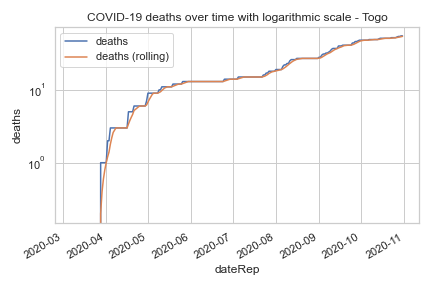 COVID-19 deaths over time with logarithmic scale - Togo
deaths
deaths (rolling)
10¹
10⁰
deaths
2020-03
2020-04
2020-05
2020-06
2020-07
2020-08
2020-09
2020-10
2020-11
dateRep